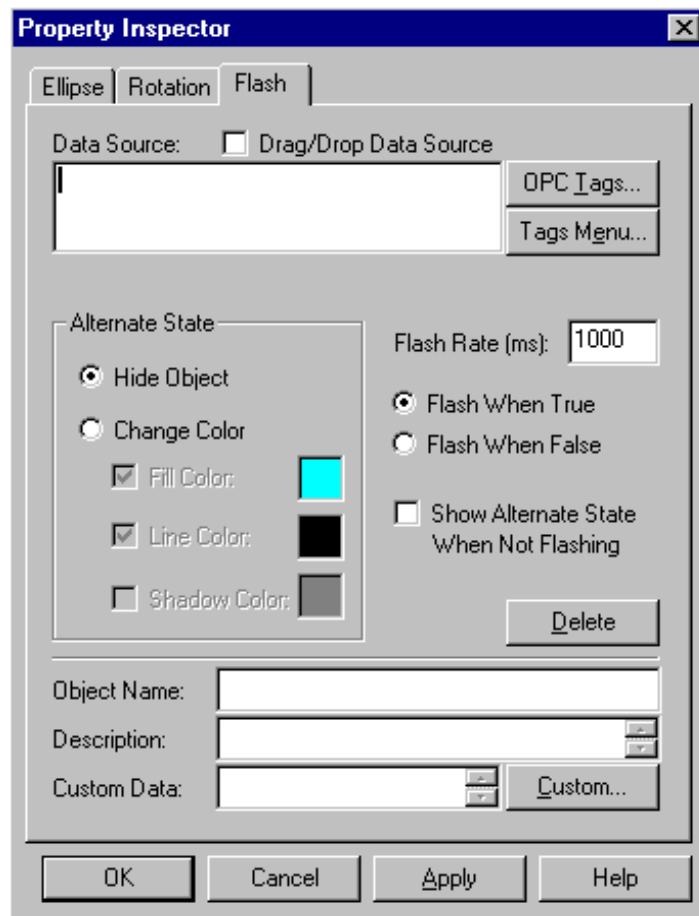 Property Inspector
Ellipse Rotation Flash
Data Source: Drag/Drop Data Source
OPC Tags...
Tags Menu...
Alternate State
Flash Rate (ms): 1000
Hide Object
Flash When True
Change Color
Flash When False
Fill Color:
Line Color:
Show Alternate State
When Not Flashing
Shadow Color:
Delete
Object Name:
Description:
Custom Data: Custom...
OK Cancel Apply Help